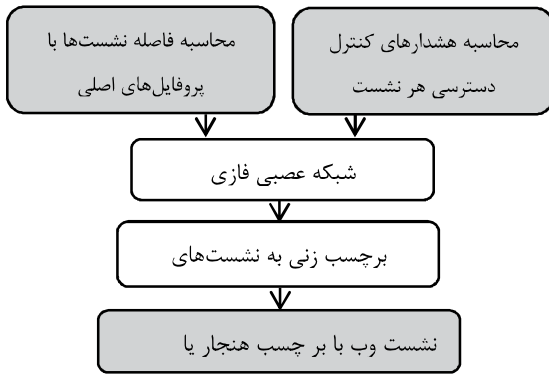 محاسبه هشدارهای کنترل
دسترسی هر نشست
محاسبه فاصله نشست‌ها با
پروفایل‌های اصلی
شبکه عصبی فازی
برچسب زنی به نشست‌های
نشست وب با بر چسب هنجار یا